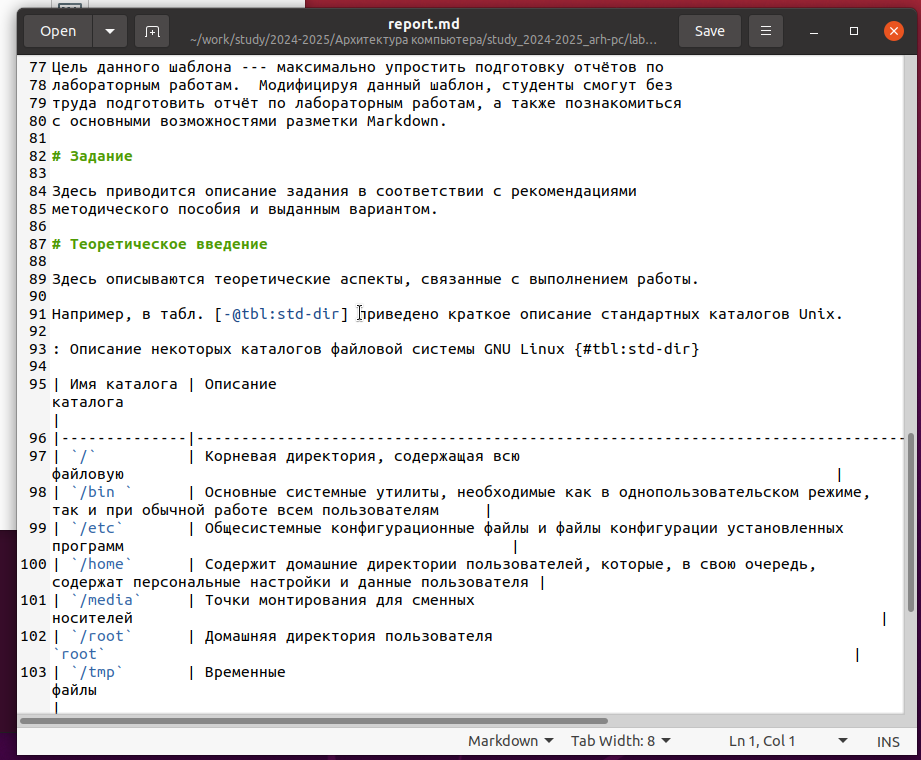 Open
report.md
~/work/study/2024-2025/Архитектура компьютера/study_2024-2025_arh-pc/lab…
Save
77 Цель данного шаблона --- максимально упростить подготовку отчётов по
78 лабораторным работам.  Модифицируя данный шаблон, студенты смогут без
79 труда подготовить отчёт по лабораторным работам, а также познакомиться
80 с основными возможностями разметки Markdown.
81
82 # Задание
83
84 Здесь приводится описание задания в соответствии с рекомендациями
85 методического пособия и выданным вариантом.
86
87 # Теоретическое введение
88
89 Здесь описываются теоретические аспекты, связанные с выполнением работы.
90
91 Например, в табл. [-@tbl:std-dir] приведено краткое описание стандартных каталогов Unix.
92
93 : Описание некоторых каталогов файловой системы GNU Linux {#tbl:std-dir}
94
95 | Имя каталога | Описание
каталога
|
96 |--------------|-------------------------------------------------------------------------------
97 | `/`          | Корневая директория, содержащая всю
файловую |
98 | `/bin `      | Основные системные утилиты, необходимые как в однопользовательском режиме,
так и при обычной работе всем пользователям     |
99 | `/etc`       | Общесистемные конфигурационные файлы и файлы конфигурации установленных
программ |
100 | `/home`      | Содержит домашние директории пользователей, которые, в свою очередь,
содержат персональные настройки и данные пользователя |
101 | `/media`     | Точки монтирования для сменных
носителей |
102 | `/root`      | Домашняя директория пользователя
`root` |
103 | `/tmp`       | Временные
файлы
|
Markdown
Tab Width: 8
Ln 1, Col 1
INS